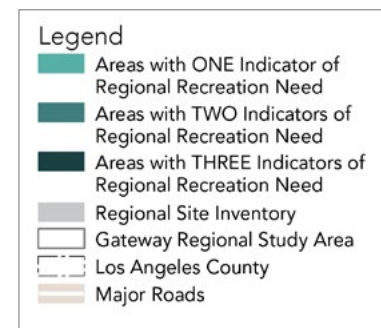 Legend
Areas with ONE Indicator of
Regional Recreation Need
Areas with TWO Indicators of
Regional Recreation Need
Areas with THREE Indicators of
Regional Recreation Need
Regional Site Inventory
Gateway Regional Study Area
Los Angeles County
Major Roads